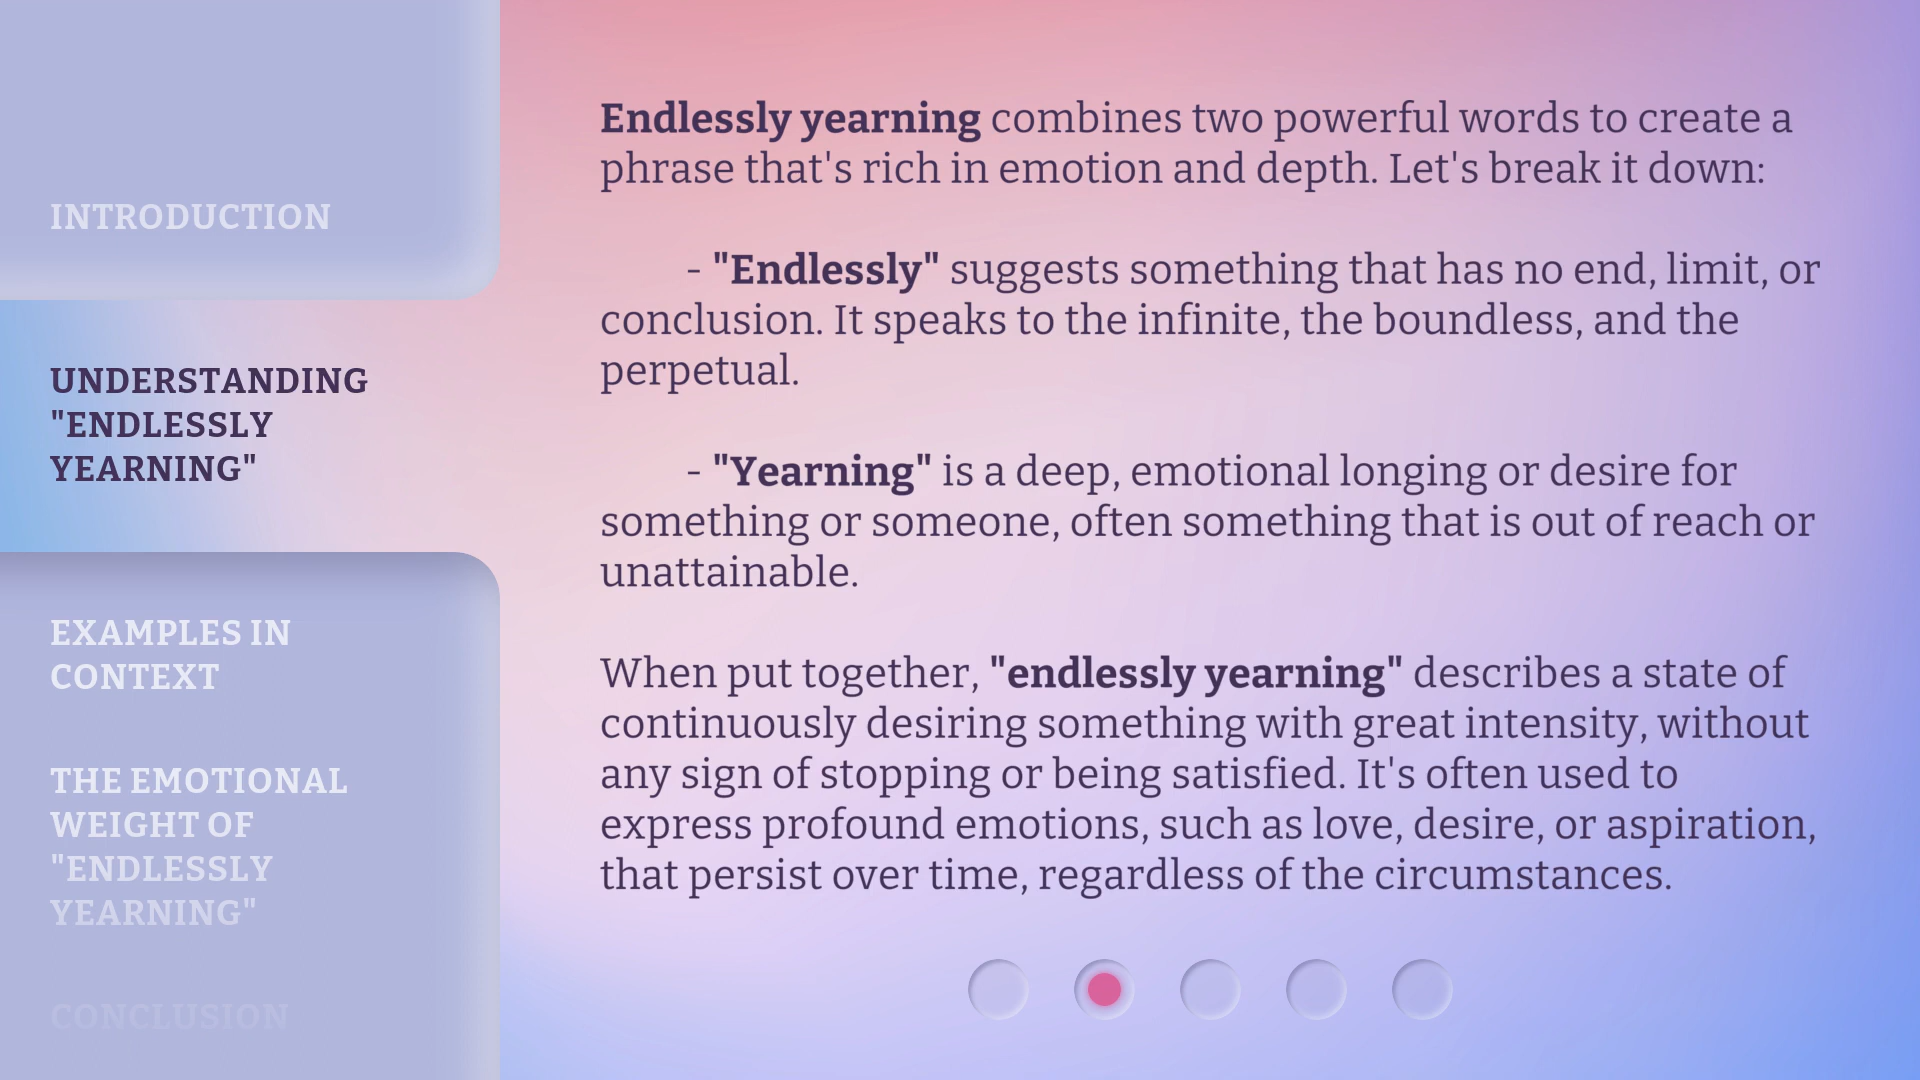 INTRODUCTION
UNDERSTANDING
"ENDLESSLY
YEARNING"
EXAMPLES IN
CONTEXT
THE EMOTIONAL
WEIGHT OF
"ENDLESSLY
YEARNING"
CONCLUSION
Endlessly yearning combines two powerful words to create a
phrase that's rich in emotion and depth. Let's break it down:
- "Endlessly" suggests something that has no end, limit, or
conclusion. It speaks to the infinite, the boundless, and the
perpetual.
- "Yearning" is a deep, emotional longing or desire for
something or someone, often something that is out of reach or
unattainable.
When put together, "endlessly yearning" describes a state of
continuously desiring something with great intensity, without
any sign of stopping or being satisfied. It's often used to
express profound emotions, such as love, desire, or aspiration,
that persist over time, regardless of the circumstances.